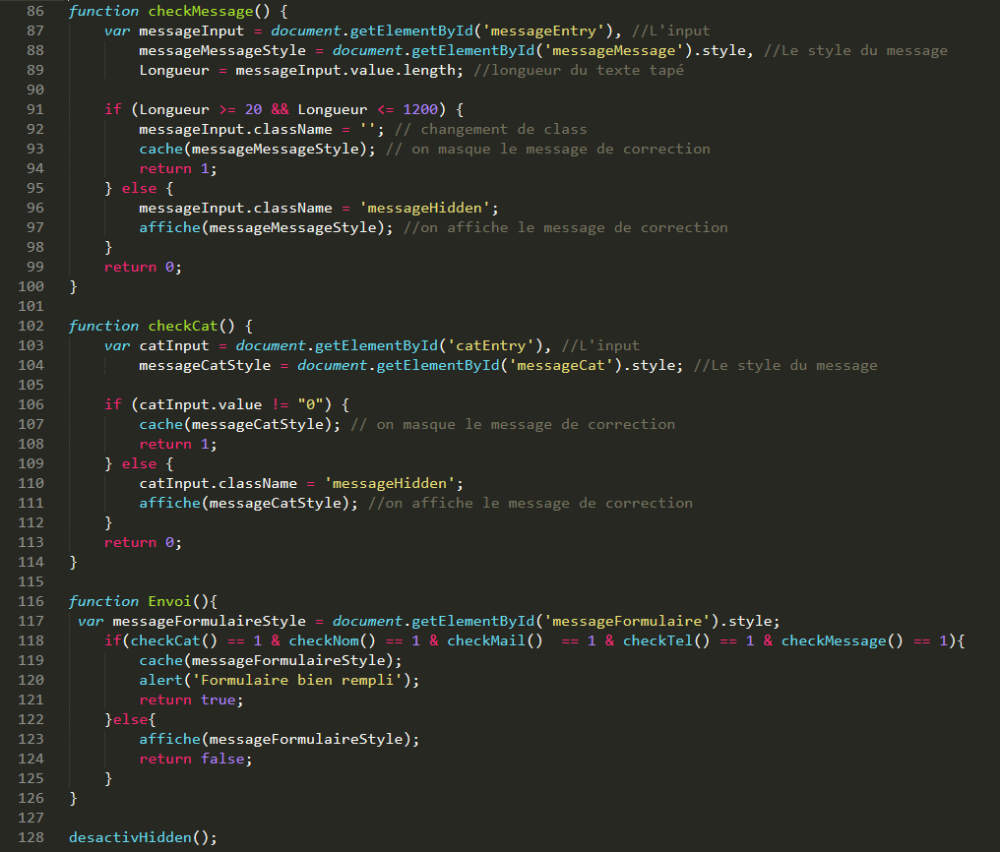 86 function checkMessage() {
87 var messageInput = document.getElementById('messageEntry'), //L'input
88 messageMessageStyle = document.getElementById('messageMessage').style, //Le style du message
89 Longueur = messageInput.value.length; //longueur du texte tapé
90
91 if (Longueur >= 20 && Longueur <= 1200) {
92 messageInput.className = ''; // changement de class
93 cache(messageMessageStyle); // on masque le message de correction
94 return 1;
95 } else {
96 messageInput.className = 'messageHidden';
97 affiche(messageMessageStyle); //on affiche le message de correction
98 }
99 return 0;
100 }
101
102 function checkCat() {
103 var catInput = document.getElementById('catEntry'), //L'input
104 messageCatStyle = document.getElementById('messageCat').style; //Le style du message
105
106 if (catInput.value != "0") {
107 cache(messageCatStyle); // on masque le message de correction
108 return 1;
109 } else {
110 catInput.className = 'messageHidden';
111 affiche(messageCatStyle); //on affiche le message de correction
112 }
113 return 0;
114 }
115
116 function Envoi(){
117 var messageFormulaireStyle = document.getElementById('messageFormulaire').style;
118 if(checkCat() == 1 & checkNom() == 1 & checkMail()  == 1 & checkTel() == 1 & checkMessage() == 1){
119 cache(messageFormulaireStyle);
120 alert('Formulaire bien rempli');
121 return true;
122 }else{
123 affiche(messageFormulaireStyle);
124 return false;
125 }
126 }
127
128 desactivHidden();